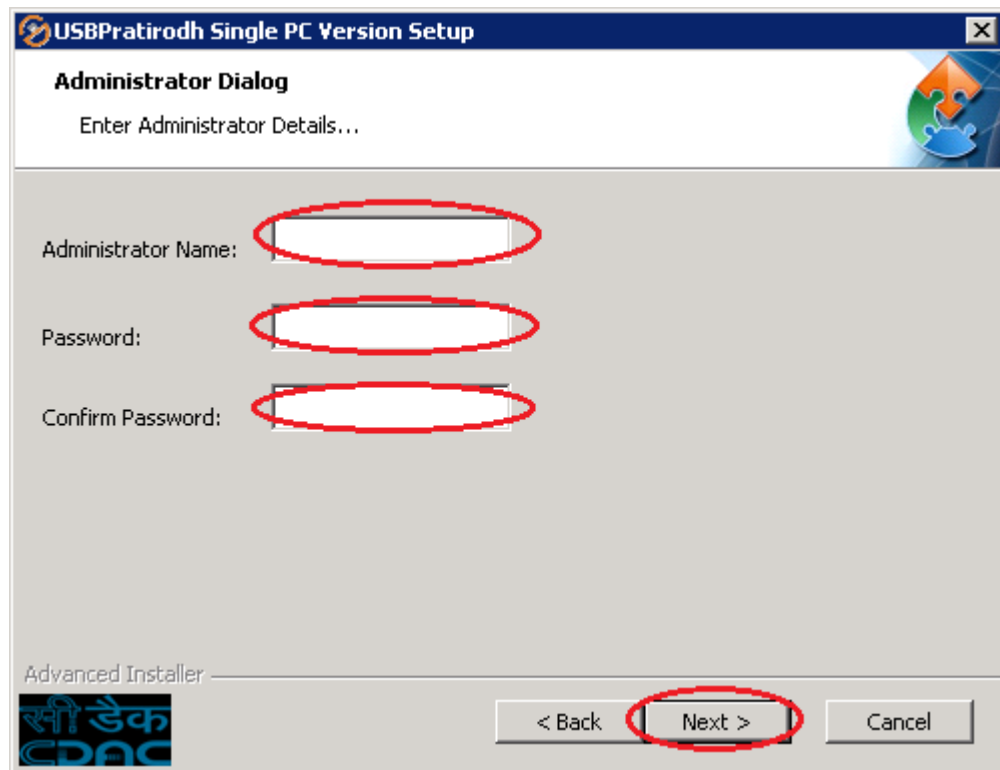 USBPratirodh Single PC Version Setup
Administrator Dialog
Enter Administrator Details...
Administrator Name:
Password:
Confirm Password:
Advanced Installer
सी डैक
CDAC
< Back Next > Cancel